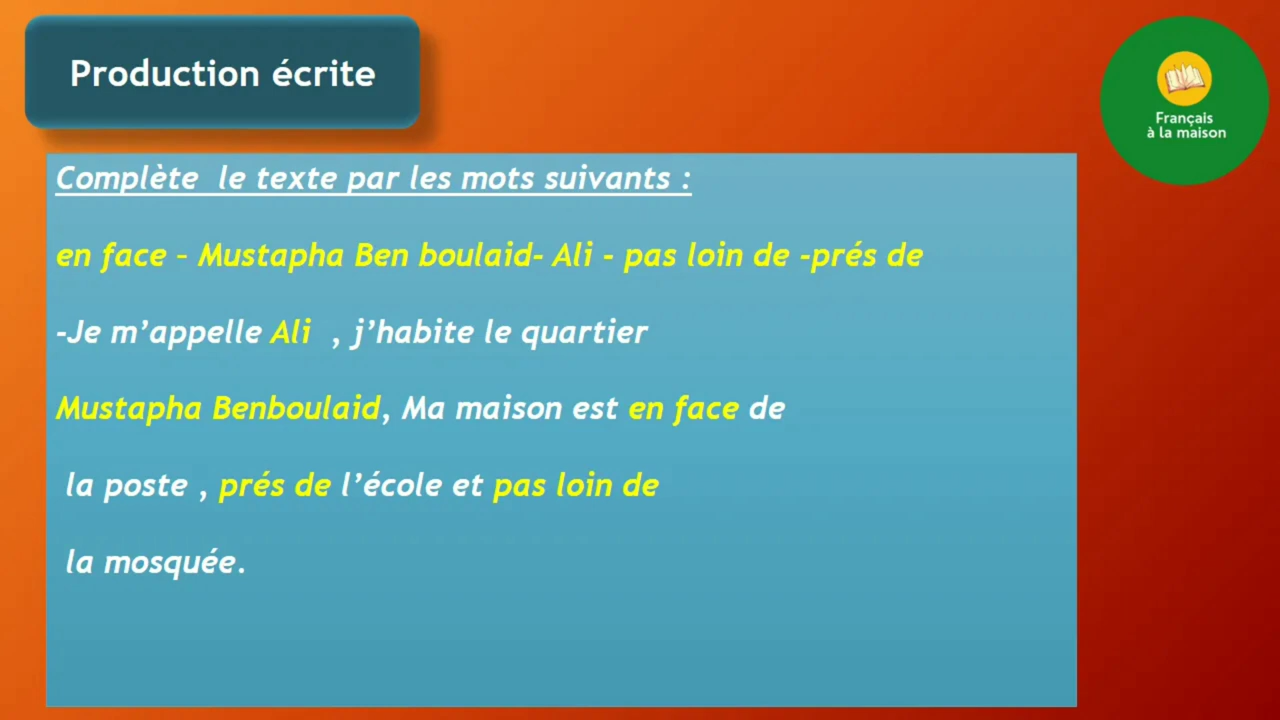 Production écrite
Français
à la maison
Complète le texte par les mots suivants :
en face – Mustapha Ben boulaid- Ali - pas loin de -prés de
-Je m’appelle Ali , j’habite le quartier
Mustapha Benboulaid, Ma maison est en face de
la poste , prés de l’école et pas loin de
la mosquée.